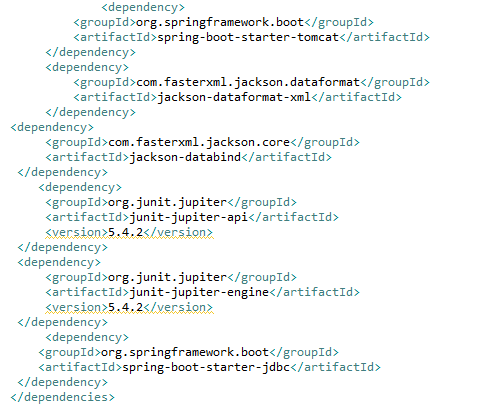 <dependency>
<groupId>org.springframework.boot</groupId>
<artifactId>spring-boot-starter-tomcat</artifactId>
</dependency>
<dependency>
<groupId>com.fasterxml.jackson.dataformat</groupId>
<artifactId>jackson-dataformat-xml</artifactId>
</dependency>
<dependency>
<groupId>com.fasterxml.jackson.core</groupId>
<artifactId>jackson-databind</artifactId>
</dependency>
<dependency>
<groupId>org.junit.jupiter</groupId>
<artifactId>junit-jupiter-api</artifactId>
<version>5.4.2</version>
</dependency>
<dependency>
<groupId>org.junit.jupiter</groupId>
<artifactId>junit-jupiter-engine</artifactId>
<version>5.4.2</version>
</dependency>
<dependency>
<groupId>org.springframework.boot</groupId>
<artifactId>spring-boot-starter-jdbc</artifactId>
</dependency>
</dependencies>